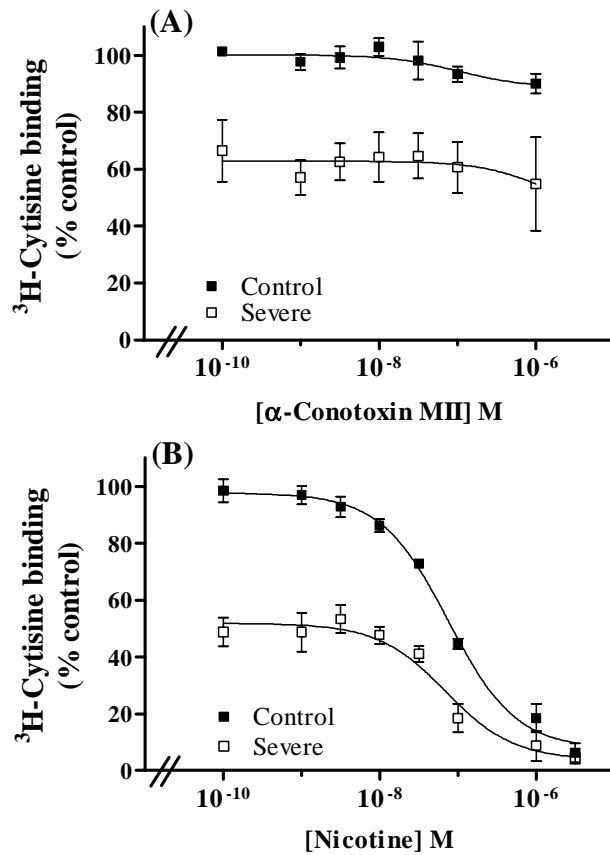 (A)
³H-Cytisine binding
(% control)
100
80
60
40
20
0
Control
Severe
10⁻¹⁰
10⁻⁸
10⁻⁶
[α-Conotoxin MII] M
(B)
³H-Cytisine binding
(% control)
100
80
60
40
20
0
Control
Severe
10⁻¹⁰
10⁻⁸
10⁻⁶
[Nicotine] M